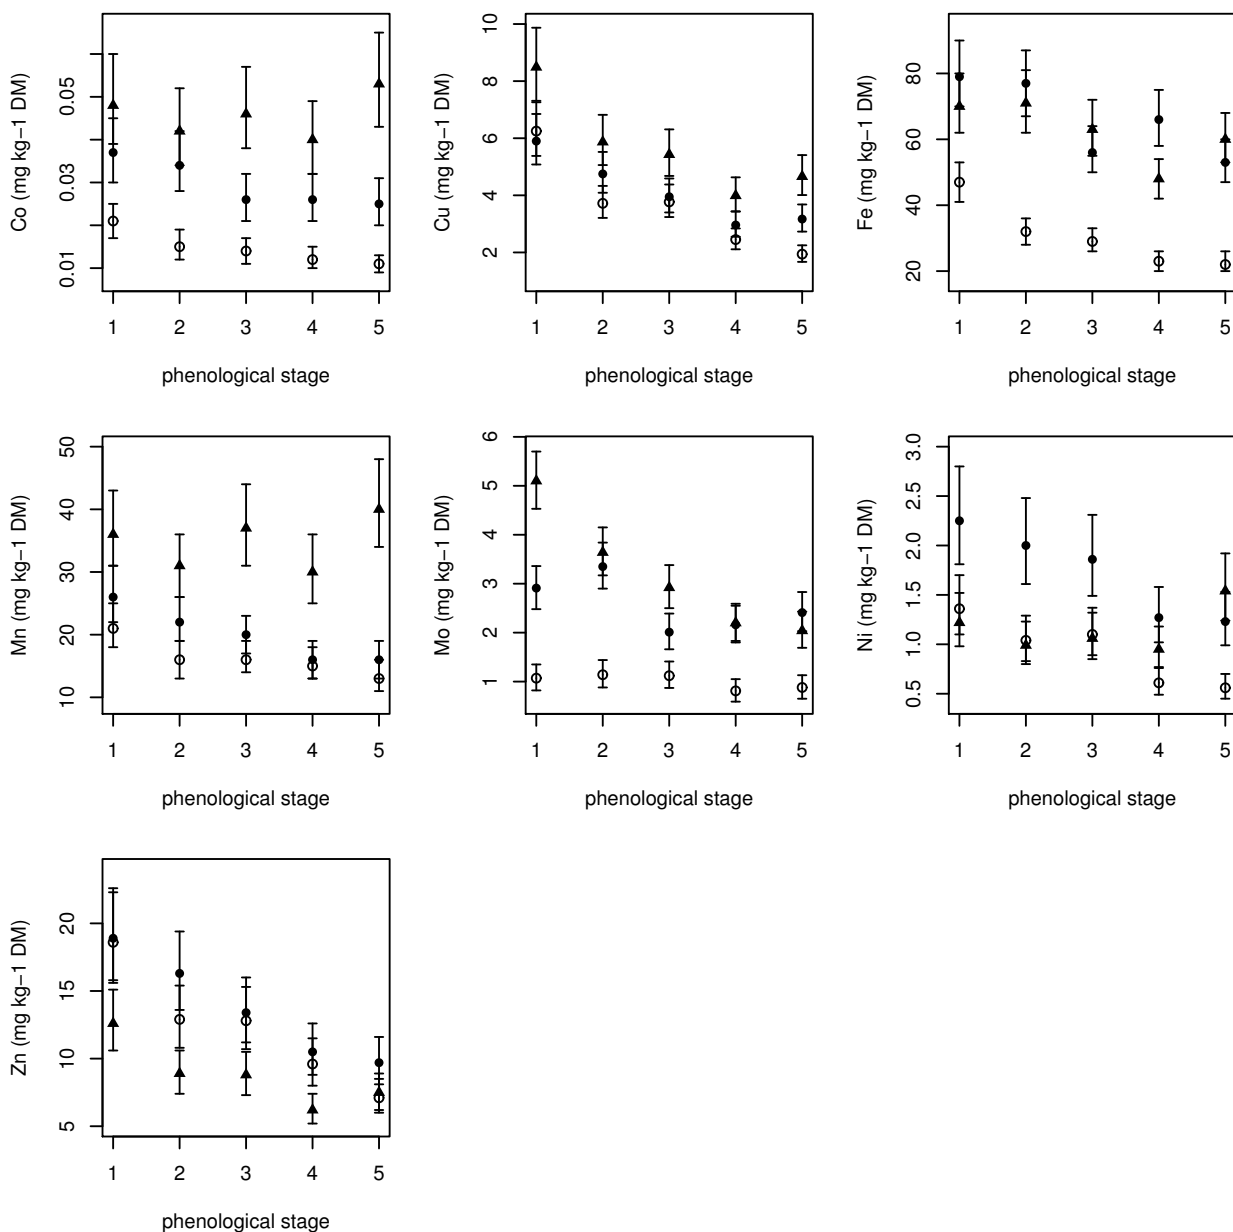 Co (mg kg−1 DM)
0.01
0.03
0.05
1 2 3 4 5
phenological stage
Cu (mg kg−1 DM)
2
4
6
8
10
1 2 3 4 5
phenological stage
Fe (mg kg−1 DM)
20
40
60
80
1 2 3 4 5
phenological stage
Mn (mg kg−1 DM)
10
20
30
40
50
1 2 3 4 5
phenological stage
Mo (mg kg−1 DM)
1
2
3
4
5
6
1 2 3 4 5
phenological stage
Ni (mg kg−1 DM)
0.5
1.0
1.5
2.0
2.5
3.0
1 2 3 4 5
phenological stage
Zn (mg kg−1 DM)
5
10
15
20
1 2 3 4 5
phenological stage